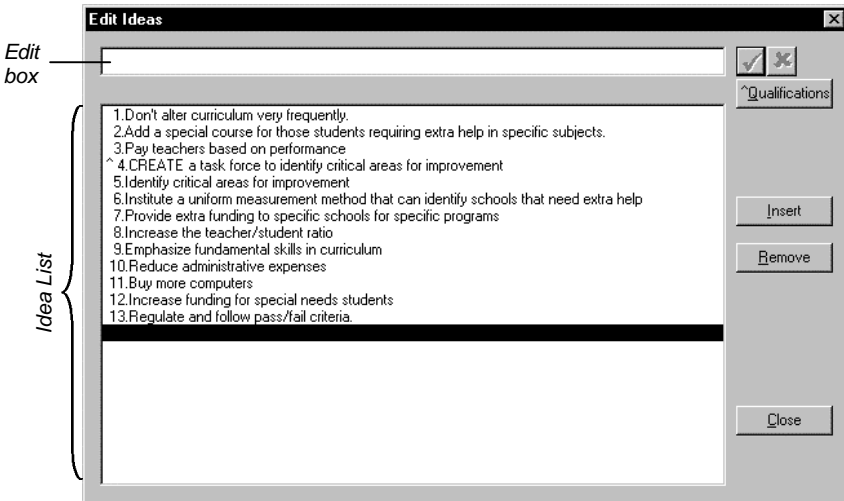 Edit Ideas
Edit
box
^Qualifications
1.Don't alter curriculum very frequently.
2.Add a special course for those students requiring extra help in specific subjects.
3.Pay teachers based on performance
^ 4.CREATE a task force to identify critical areas for improvement
5.Identify critical areas for improvement
6.Institute a uniform measurement method that can identify schools that need extra help
7.Provide extra funding to specific schools for specific programs
8.Increase the teacher/student ratio
9.Emphasize fundamental skills in curriculum
10.Reduce administrative expenses
11.Buy more computers
12.Increase funding for special needs students
13.Regulate and follow pass/fail criteria.
Idea List
Insert
Remove
Close